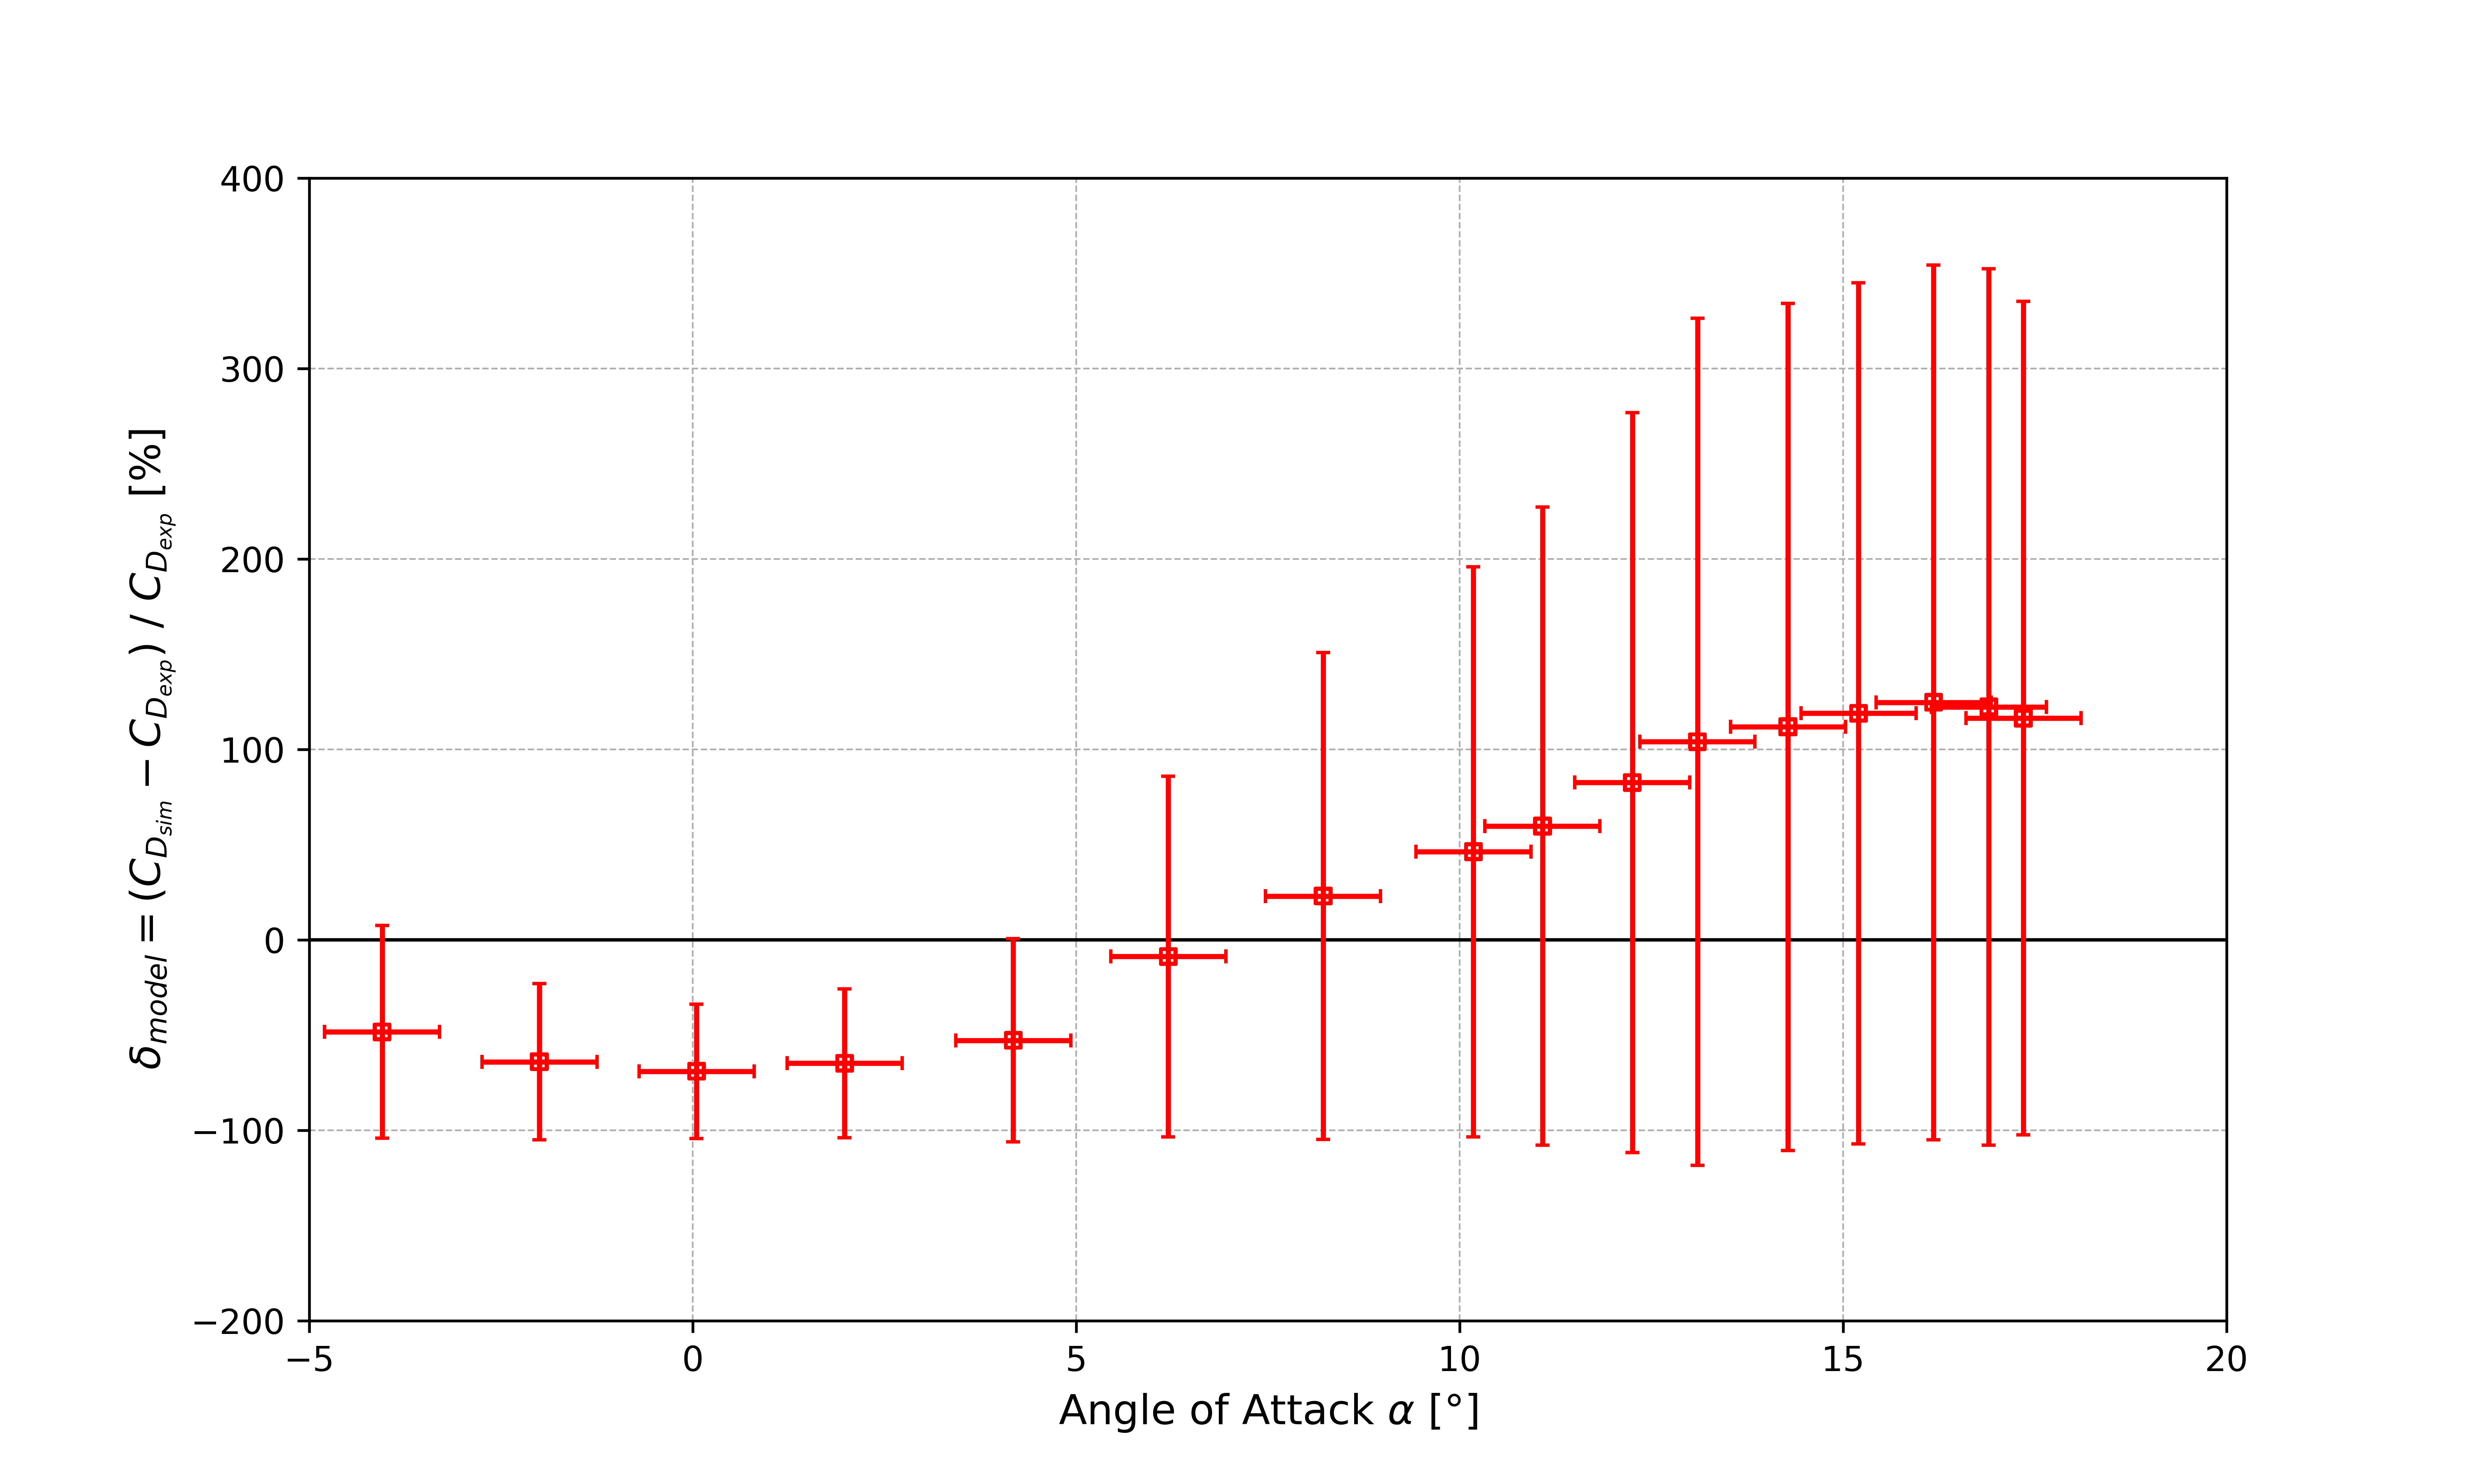 δ_model = (C_D_sim − C_D_exp) / C_D_exp [%]
400
300
200
100
0
−100
−200
−5 0 5 10 15 20
Angle of Attack α [°]